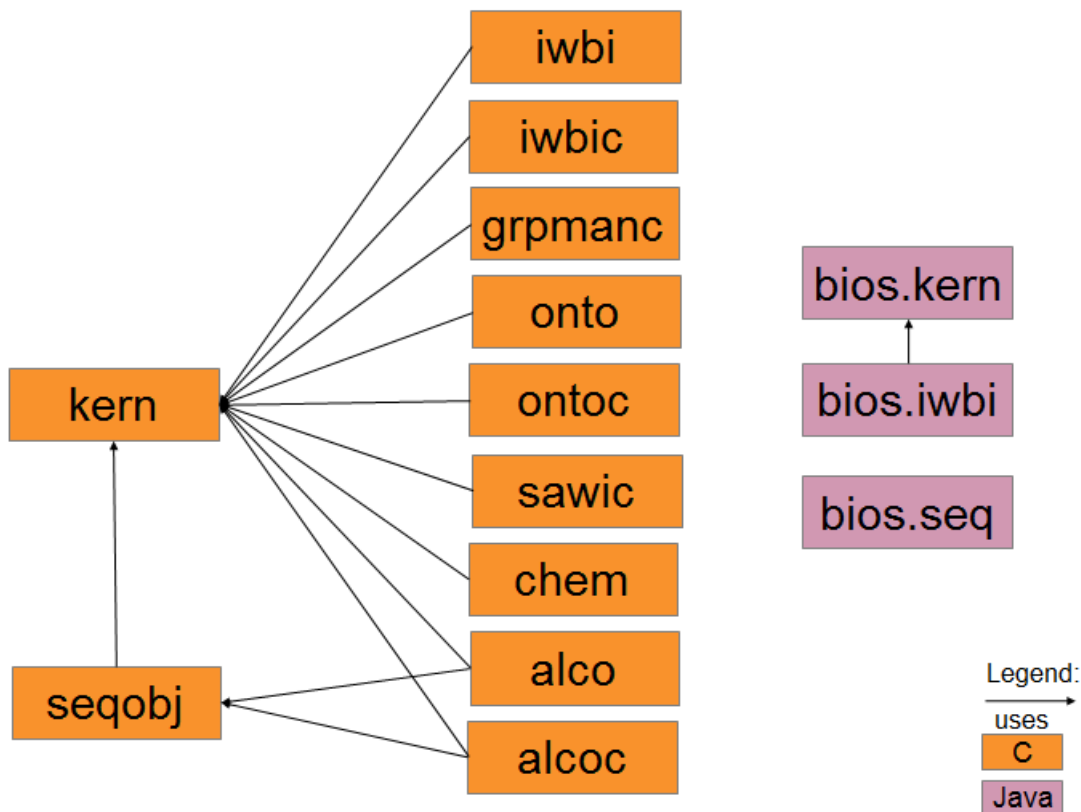 iwbi
iwbic
grpmanc
onto
ontoc
sawic
chem
alco
alcoc
kern
seqobj
bios.kern
bios.iwbi
bios.seq
Legend:
uses
C
Java